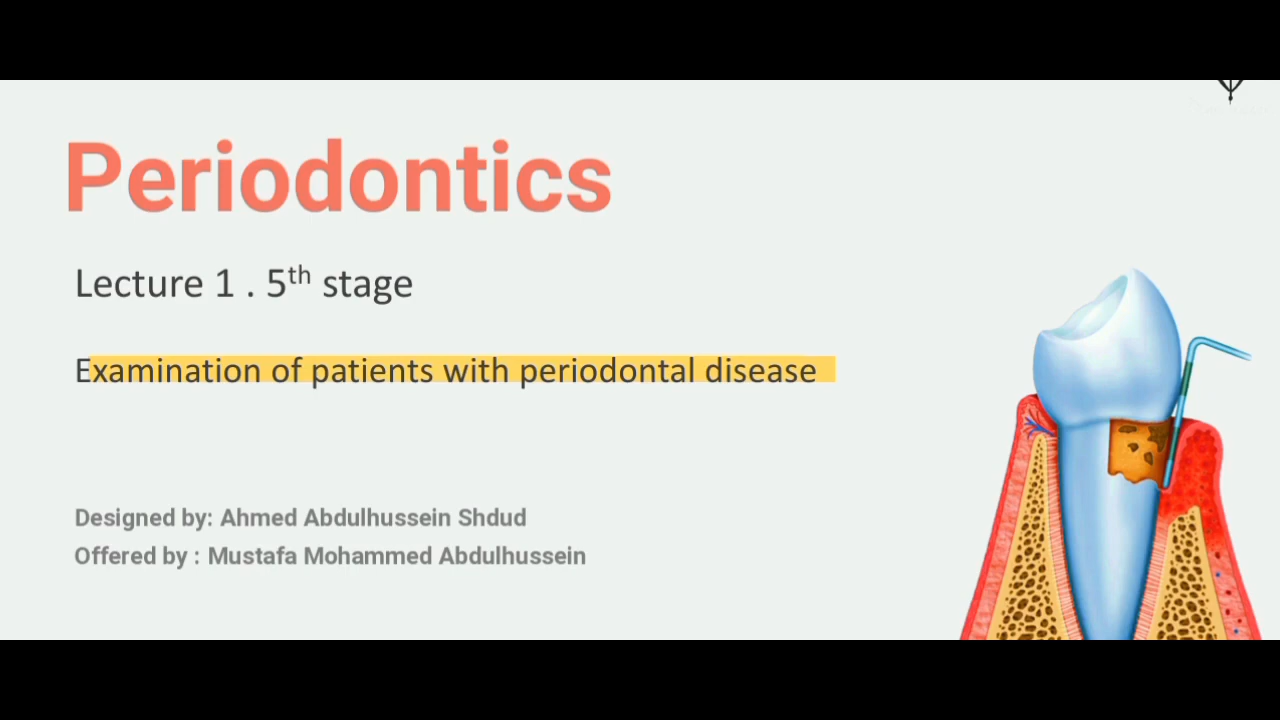 Periodontics
Lecture 1 . 5th stage
Examination of patients with periodontal disease
Designed by: Ahmed Abdulhussein Shdud
Offered by : Mustafa Mohammed Abdulhussein